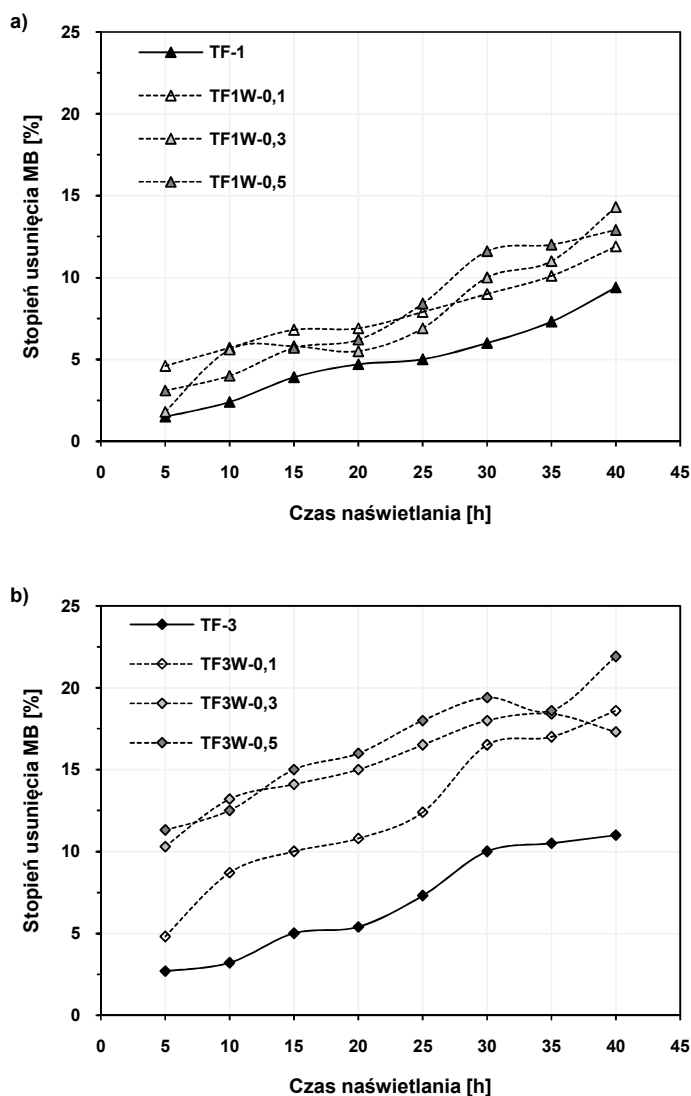 a)
Stopień usunięcia MB [%]
25
20
15
10
5
0
TF-1
TF1W-0,1
TF1W-0,3
TF1W-0,5
0 5 10 15 20 25 30 35 40 45
Czas naświetlania [h]
b)
Stopień usunięcia MB [%]
25
20
15
10
5
0
TF-3
TF3W-0,1
TF3W-0,3
TF3W-0,5
0 5 10 15 20 25 30 35 40 45
Czas naświetlania [h]